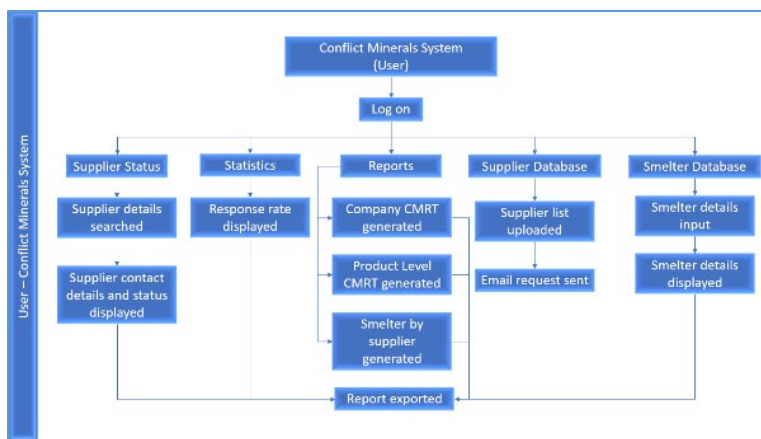 User – Conflict Minerals System
Conflict Minerals System
(User)
Log on
Supplier Status
Statistics
Reports
Supplier Database
Smelter Database
Supplier details
searched
Response rate
displayed
Company CMRT
generated
Supplier list
uploaded
Smelter details
input
Supplier contact
details and status
displayed
Product Level
CMRT generated
Email request sent
Smelter details
displayed
Smelter by
supplier
generated
Report exported